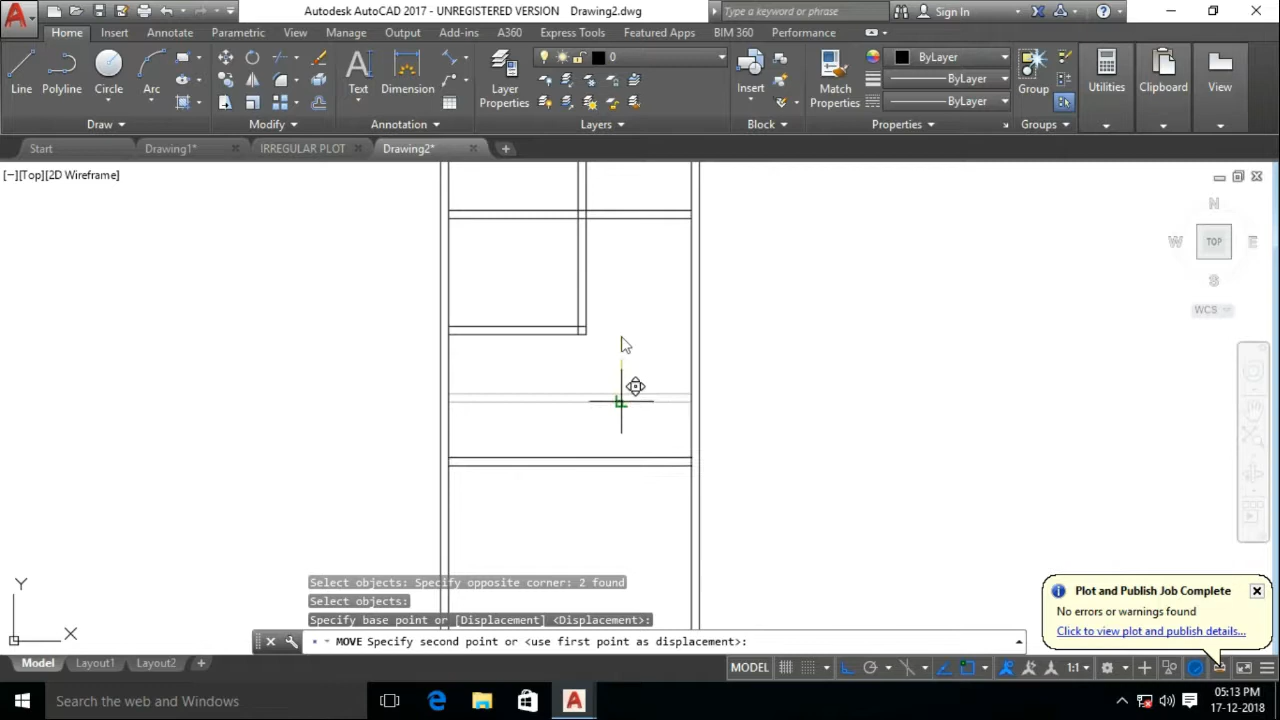 Autodesk AutoCAD 2017 - UNREGISTERED VERSION Drawing2.dwg
Type a keyword or phrase
Sign In
Home Insert Annotate Parametric View Manage Output Add-ins A360 Express Tools Featured Apps BIM 360 Performance
0
ByLayer
ByLayer
ByLayer
Line Polyline Circle Arc
Text Dimension
Layer Properties
Insert
Match Properties
Group
Utilities
Clipboard
View
Draw Modify Annotation Layers Block Properties Groups
Start Drawing1* IRREGULAR PLOT Drawing2* +
[−][Top][2D Wireframe]
N
W TOP E
S
WCS
Y
X
Select objects: Specify opposite corner: 2 found
Select objects:
Specify base point or [Displacement] <Displacement>:
MOVE Specify second point or <use first point as displacement>:
Plot and Publish Job Complete
No errors or warnings found
Click to view plot and publish details...
Model Layout1 Layout2 +
MODEL 1:1
Search the web and Windows
05:13 PM
17-12-2018